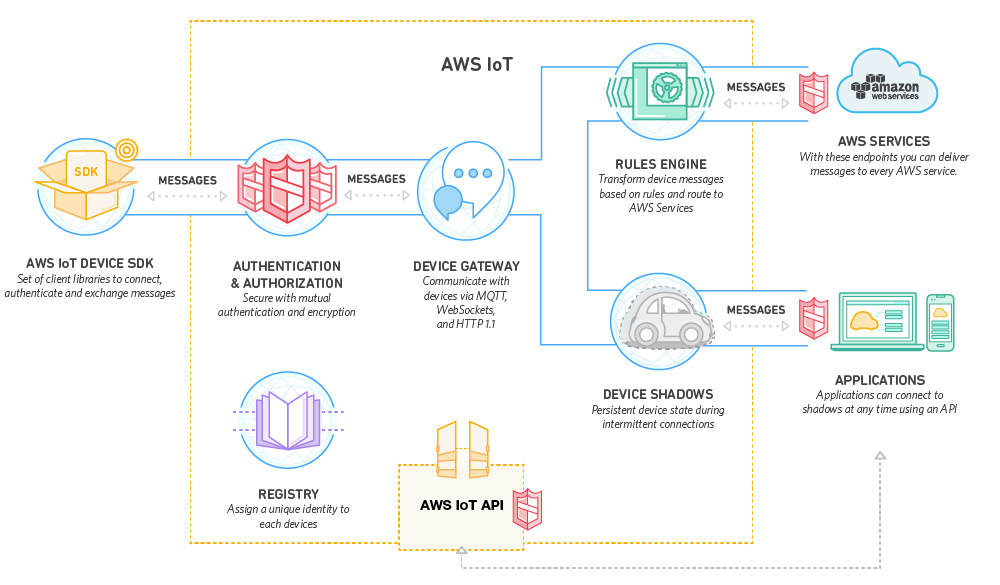 AWS IoT
SDK
MESSAGES
AWS IoT DEVICE SDK
Set of client libraries to connect,
authenticate and exchange messages
AUTHENTICATION
& AUTHORIZATION
Secure with mutual
authentication and encryption
MESSAGES
DEVICE GATEWAY
Communicate with
devices via MQTT,
WebSockets,
and HTTP 1.1
RULES ENGINE
Transform device messages
based on rules and route to
AWS Services
MESSAGES
amazon
web services
AWS SERVICES
With these endpoints you can deliver
messages to every AWS service.
DEVICE SHADOWS
Persistent device state during
intermittent connections
MESSAGES
APPLICATIONS
Applications can connect to
shadows at any time using an API
REGISTRY
Assign a unique identity to
each devices
AWS IoT API